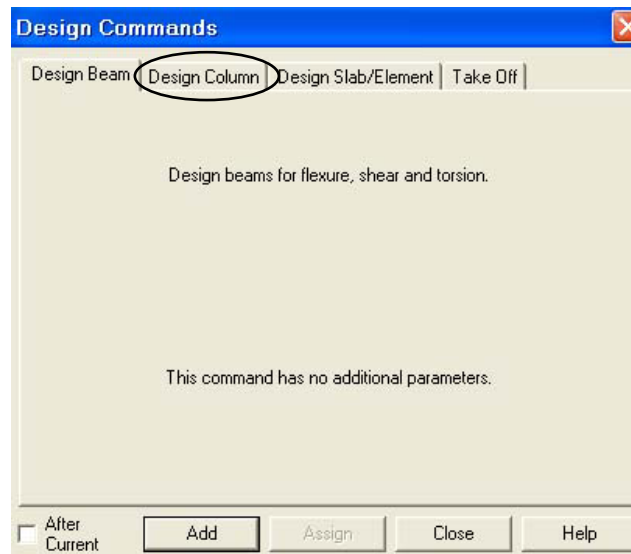 Design Commands
Design Beam Design Column Design Slab/Element Take Off
Design beams for flexure, shear and torsion.
This command has no additional parameters.
After Current
Add Assign Close Help